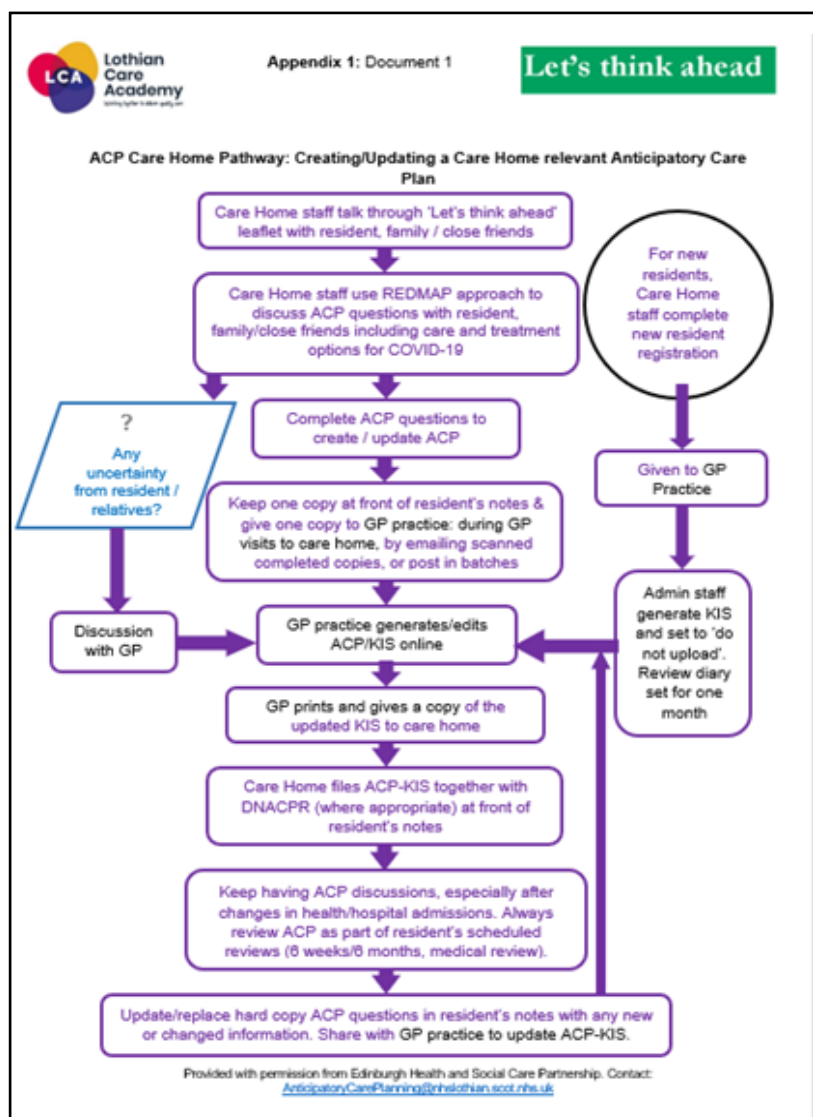 LCA
Lothian
Care
Academy
Appendix 1: Document 1
Let's think ahead
ACP Care Home Pathway: Creating/Updating a Care Home relevant Anticipatory Care
Plan
Care Home staff talk through 'Let's think ahead'
leaflet with resident, family / close friends
Care Home staff use REDMAP approach to
discuss ACP questions with resident,
family/close friends including care and treatment
options for COVID-19
?
Any
uncertainty
from resident /
relatives?
Complete ACP questions to
create / update ACP
Keep one copy at front of resident's notes &
give one copy to GP practice: during GP
visits to care home, by emailing scanned
completed copies, or post in batches
Discussion
with GP
GP practice generates/edits
ACP/KIS online
GP prints and gives a copy of the
updated KIS to care home
Care Home files ACP-KIS together with
DNACPR (where appropriate) at front of
resident's notes
Keep having ACP discussions, especially after
changes in health/hospital admissions. Always
review ACP as part of resident's scheduled
reviews (6 weeks/6 months, medical review).
Update/replace hard copy ACP questions in resident's notes with any new
or changed information. Share with GP practice to update ACP-KIS.
For new
residents,
Care Home
staff complete
new resident
registration
Given to GP
Practice
Admin staff
generate KIS
and set to 'do
not upload'.
Review diary
set for one
month
Provided with permission from Edinburgh Health and Social Care Partnership. Contact:
AnticipatoryCarePlanning@nhslothian.scot.nhs.uk